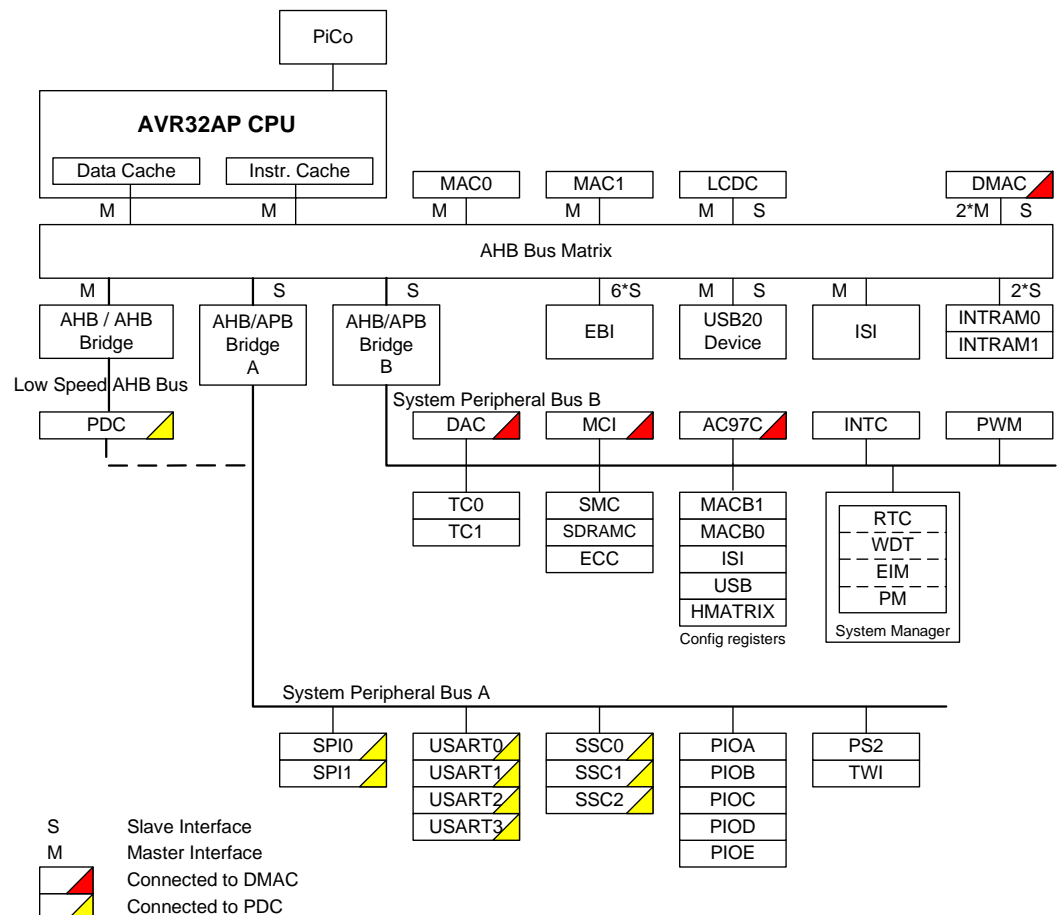 PiCo
AVR32AP CPU
Data Cache
Instr. Cache
MAC0
MAC1
LCDC
DMAC
M
M
M
M
M S
2*M S
AHB Bus Matrix
M
S
S
6*S
M S
M
2*S
AHB / AHB
Bridge
AHB/APB
Bridge
A
AHB/APB
Bridge
B
EBI
USB20
Device
ISI
INTRAM0
INTRAM1
Low Speed AHB Bus
PDC
System Peripheral Bus B
DAC
MCI
AC97C
INTC
PWM
TC0
TC1
SMC
SDRAMC
ECC
MACB1
MACB0
ISI
USB
HMATRIX
Config registers
RTC
WDT
EIM
PM
System Manager
System Peripheral Bus A
SPI0
SPI1
USART0
USART1
USART2
USART3
SSC0
SSC1
SSC2
PIOA
PIOB
PIOC
PIOD
PIOE
PS2
TWI
S Slave Interface
M Master Interface
Connected to DMAC
Connected to PDC